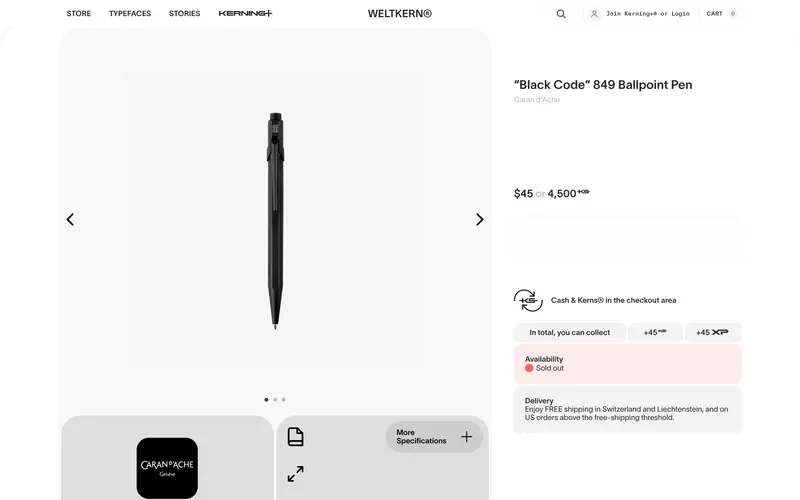 STORE
TYPEFACES
STORIES
KERNING+
WELTKERN®
Join Kerning+® or Login
CART
0
“Black Code“ 849 Ballpoint Pen
Caran d'Ache
$45 or 4,500 KS
KS
Cash & Kerns® in the checkout area
In total, you can collect
+45 KS
+45 XP
Availability
Sold out
Delivery
Enjoy FREE shipping in Switzerland and Liechtenstein, and on
US orders above the free-shipping threshold.
CARAN D'ACHE
Genève
More
Specifications